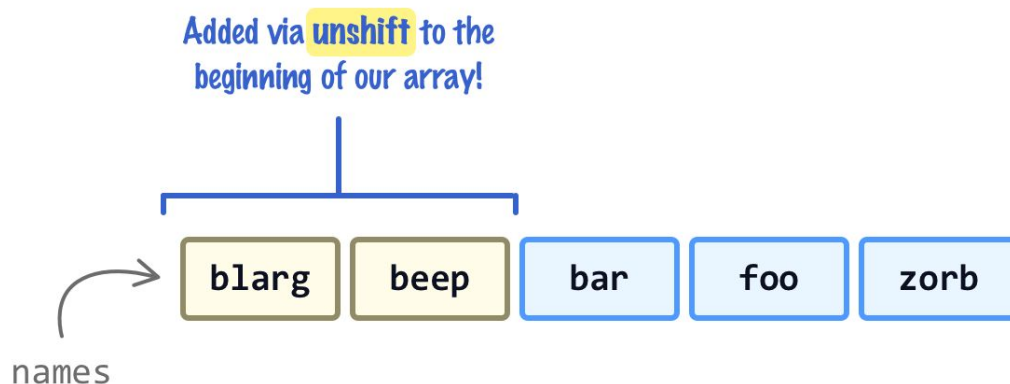 Added via unshift to the
beginning of our array!
blarg beep bar foo zorb
names